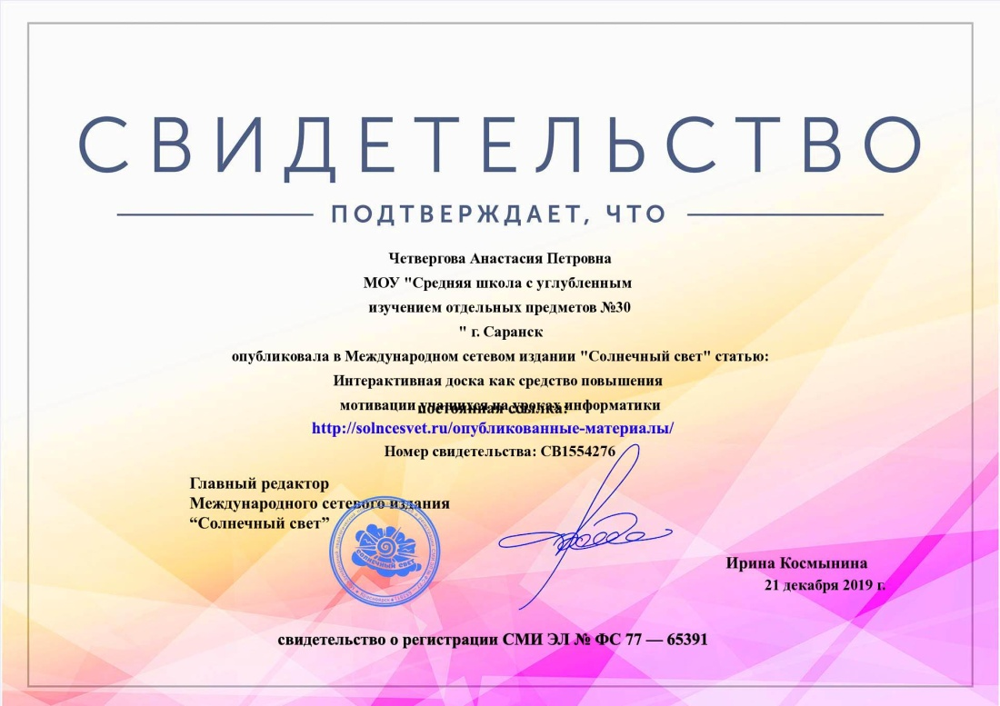 СВИДЕТЕЛЬСТВО
ПОДТВЕРЖДАЕТ, ЧТО
Четвергова Анастасия Петровна
МОУ "Средняя школа с углубленным
изучением отдельных предметов №30
" г. Саранск
опубликовала в Международном сетевом издании "Солнечный свет" статью:
Интерактивная доска как средство повышения
мотивации учащихся на уроках информатики
постоянная ссылка:
http://solncesvet.ru/опубликованные-материалы/
Номер свидетельства: СВ1554276
Главный редактор
Международного сетевого издания
“Солнечный свет”
солнечный свет
Красноярск
Ирина Космынина
21 декабря 2019 г.
свидетельство о регистрации СМИ ЭЛ № ФС 77 — 65391